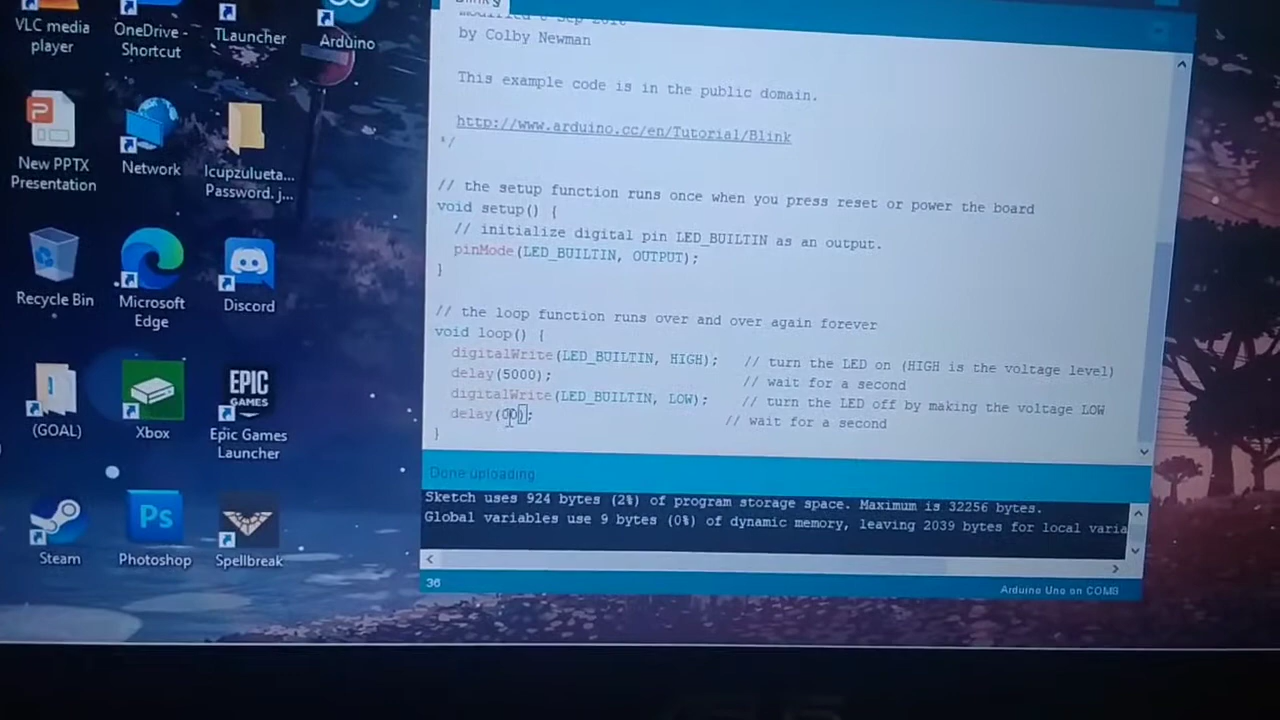 VLC media
player
OneDrive -
Shortcut
TLauncher
Arduino
New PPTX
Presentation
Network
Icupzulueta...
Password. j...
Recycle Bin
Microsoft
Edge
Discord
(GOAL)
Xbox
EPIC
GAMES
Epic Games
Launcher
Steam
Ps
Photoshop
Spellbreak
by Colby Newman
This example code is in the public domain.
http://www.arduino.cc/en/Tutorial/Blink
*/
// the setup function runs once when you press reset or power the board
void setup() {
// initialize digital pin LED_BUILTIN as an output.
pinMode(LED_BUILTIN, OUTPUT);
}
// the loop function runs over and over again forever
void loop() {
digitalWrite(LED_BUILTIN, HIGH); // turn the LED on (HIGH is the voltage level)
delay(5000); // wait for a second
digitalWrite(LED_BUILTIN, LOW); // turn the LED off by making the voltage LOW
delay(00); // wait for a second
}
Done uploading
Sketch uses 924 bytes (2%) of program storage space. Maximum is 32256 bytes.
Global variables use 9 bytes (0%) of dynamic memory, leaving 2039 bytes for local varia
36
Arduino Uno on COM3